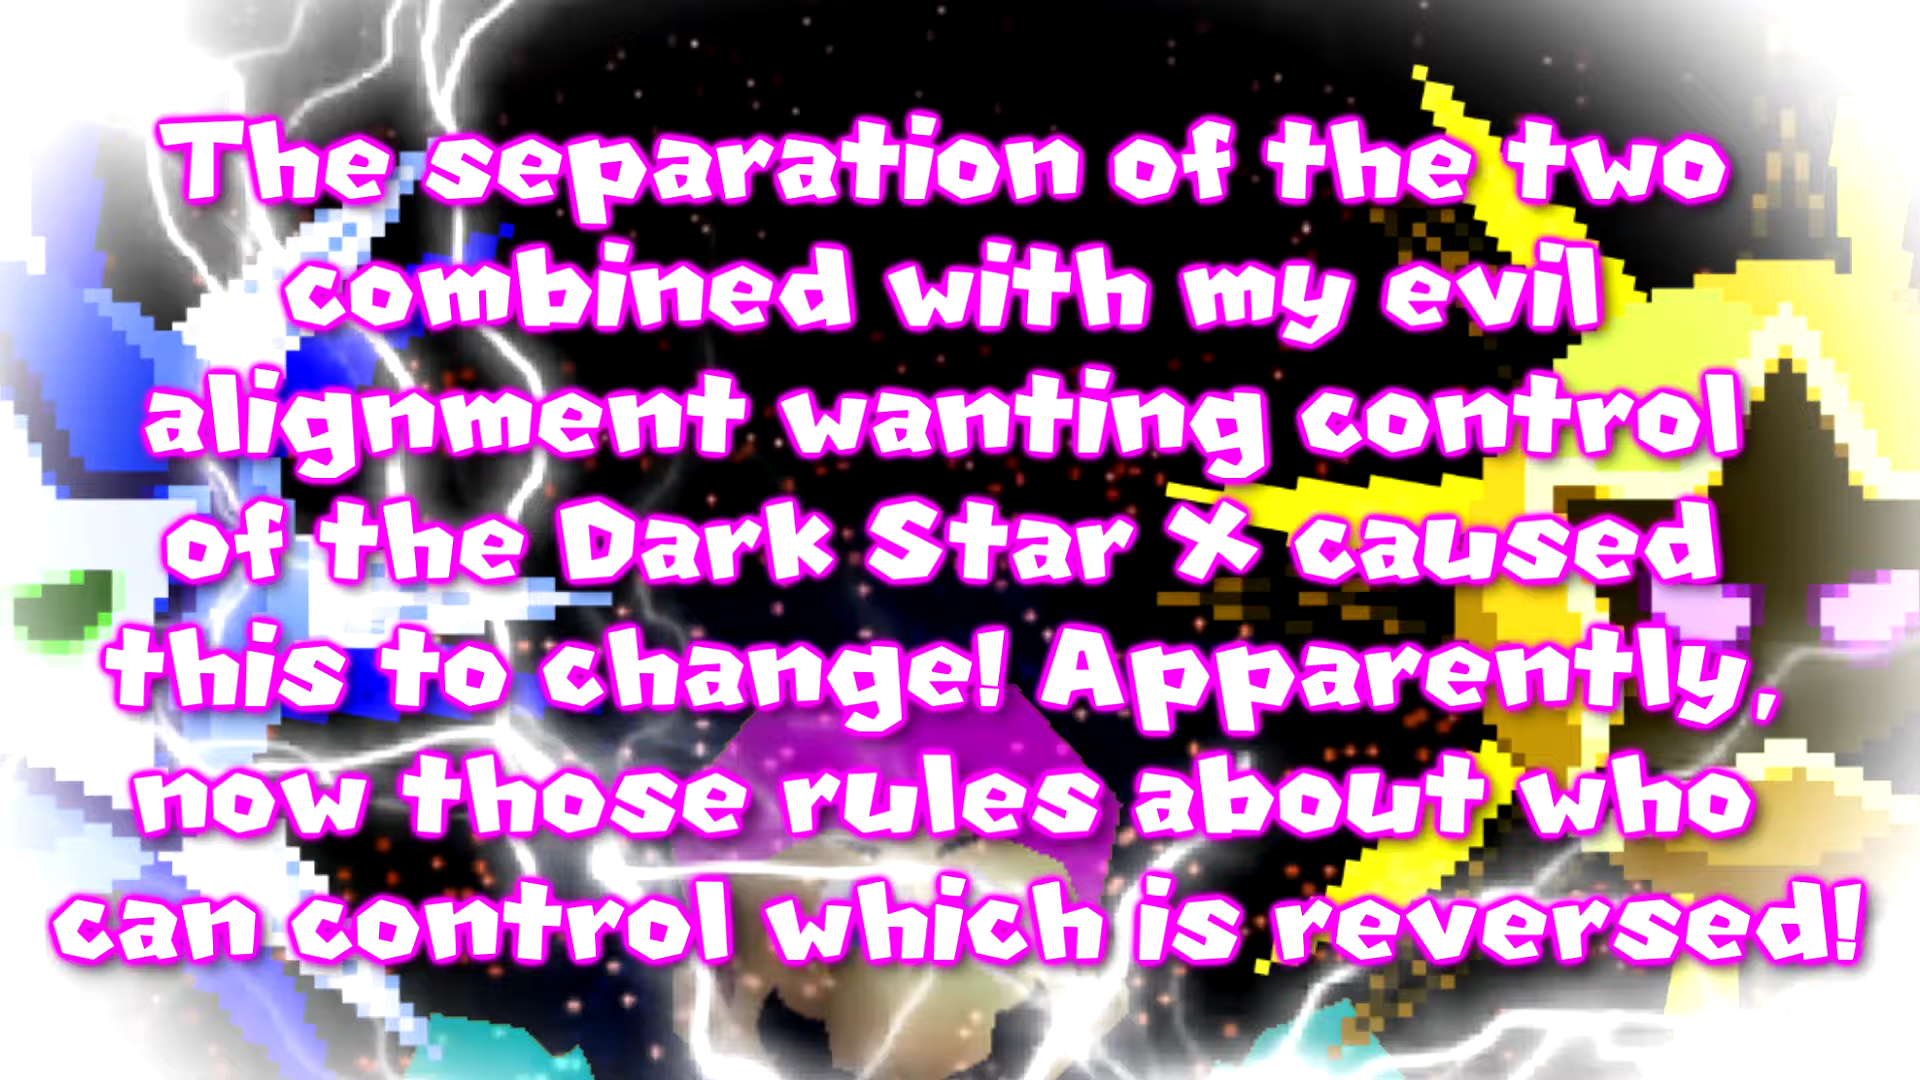 The separation of the two
combined with my evil
alignment wanting control
of the Dark Star X caused
this to change! Apparently,
now those rules about who
can control which is reversed!